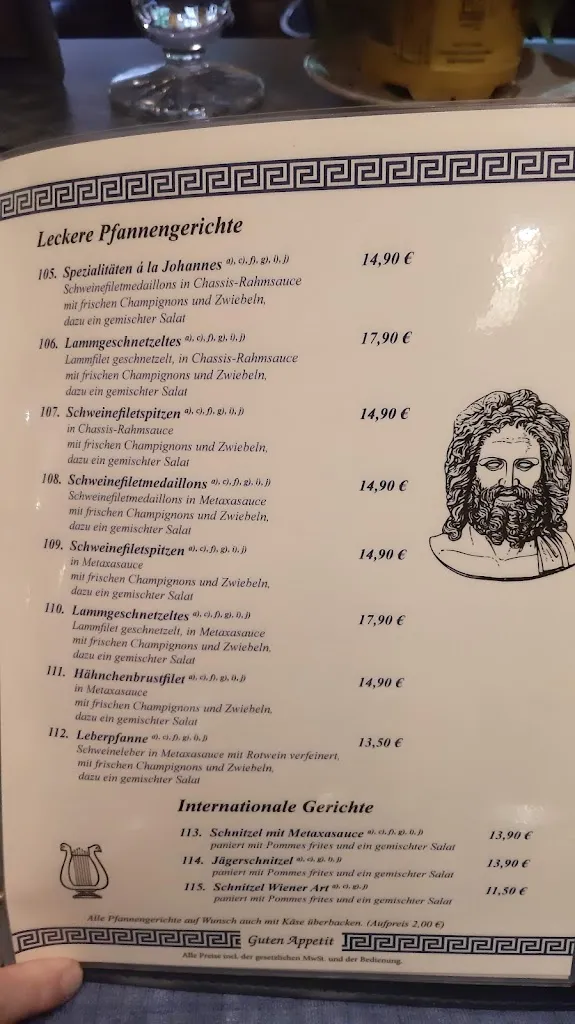 Leckere Pfannengerichte
105. Spezialitäten á la Johannes a), c), f), g), i), j) 14,90 €
Schweinefiletmedaillons in Chassis-Rahmsauce
mit frischen Champignons und Zwiebeln,
dazu ein gemischter Salat
106. Lammgeschnetzeltes a), c), f), g), i), j) 17,90 €
Lammfilet geschnetzelt, in Chassis-Rahmsauce
mit frischen Champignons und Zwiebeln,
dazu ein gemischter Salat
107. Schweinefiletspitzen a), c), f), g), i), j) 14,90 €
in Chassis-Rahmsauce
mit frischen Champignons und Zwiebeln,
dazu ein gemischter Salat
108. Schweinefiletmedaillons a), c), f), g), i), j) 14,90 €
Schweinefiletmedaillons in Metaxasauce
mit frischen Champignons und Zwiebeln,
dazu ein gemischter Salat
109. Schweinefiletspitzen a), c), f), g), i), j) 14,90 €
in Metaxasauce
mit frischen Champignons und Zwiebeln,
dazu ein gemischter Salat
110. Lammgeschnetzeltes a), c), f), g), i), j) 17,90 €
Lammfilet geschnetzelt, in Metaxasauce
mit frischen Champignons und Zwiebeln,
dazu ein gemischter Salat
111. Hähnchenbrustfilet a), c), f), g), i), j) 14,90 €
in Metaxasauce
mit frischen Champignons und Zwiebeln,
dazu ein gemischter Salat
112. Leberpfanne a), c), f), g), i), j) 13,50 €
Schweineleber in Metaxasauce mit Rotwein verfeinert,
mit frischen Champignons und Zwiebeln,
dazu ein gemischter Salat
Internationale Gerichte
113. Schnitzel mit Metaxasauce a), c), f), g), i), j) 13,90 €
paniert mit Pommes frites und ein gemischter Salat
114. Jägerschnitzel a), c), g), i), j) 13,90 €
paniert mit Pommes frites und ein gemischter Salat
115. Schnitzel Wiener Art a), c), g), j) 11,50 €
paniert mit Pommes frites und ein gemischter Salat
Alle Pfannengerichte auf Wunsch auch mit Käse überbacken. (Aufpreis 2,00 €)
Guten Appetit
Alle Preise incl. der gesetzlichen MwSt. und der Bedienung.